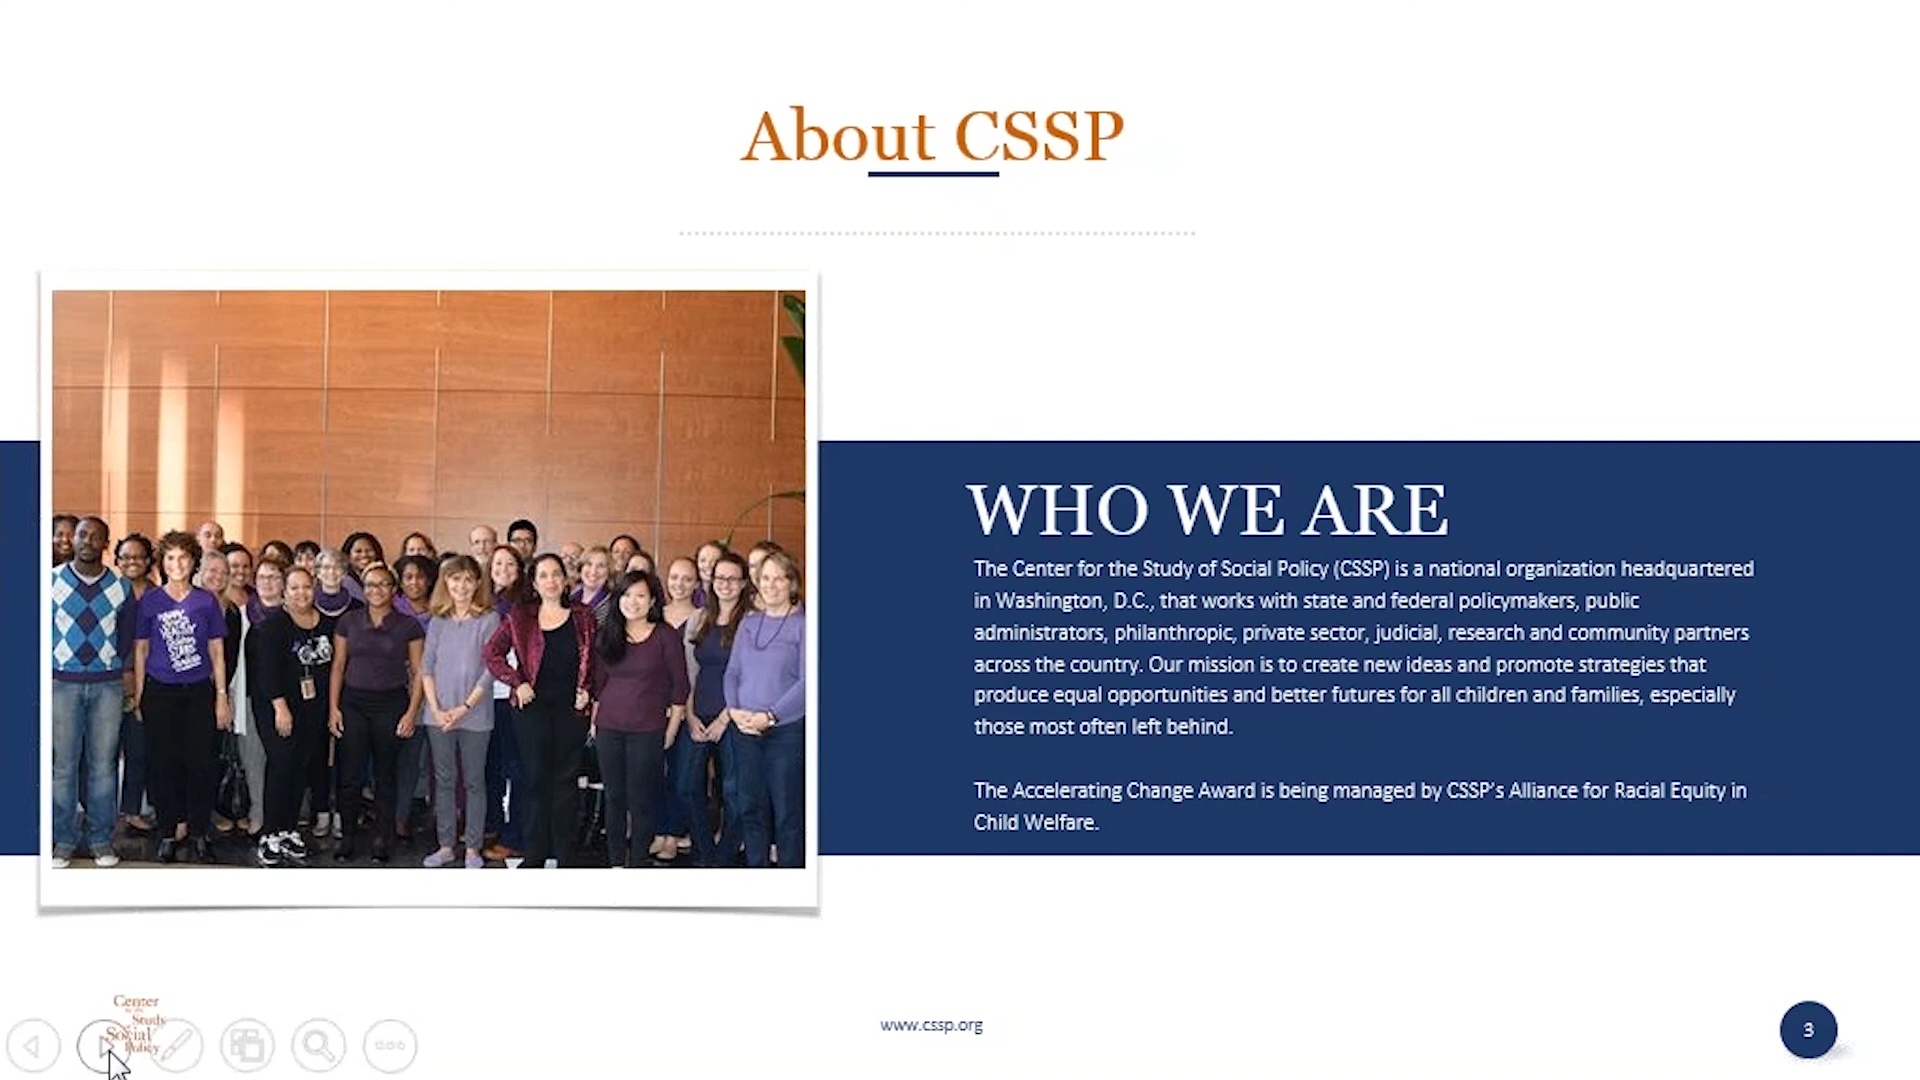 About CSSP
WHO WE ARE
The Center for the Study of Social Policy (CSSP) is a national organization headquartered
in Washington, D.C., that works with state and federal policymakers, public
administrators, philanthropic, private sector, judicial, research and community partners
across the country. Our mission is to create new ideas and promote strategies that
produce equal opportunities and better futures for all children and families, especially
those most often left behind.
The Accelerating Change Award is being managed by CSSP's Alliance for Racial Equity in
Child Welfare.
Center
Study
Social
Policy
www.cssp.org
3